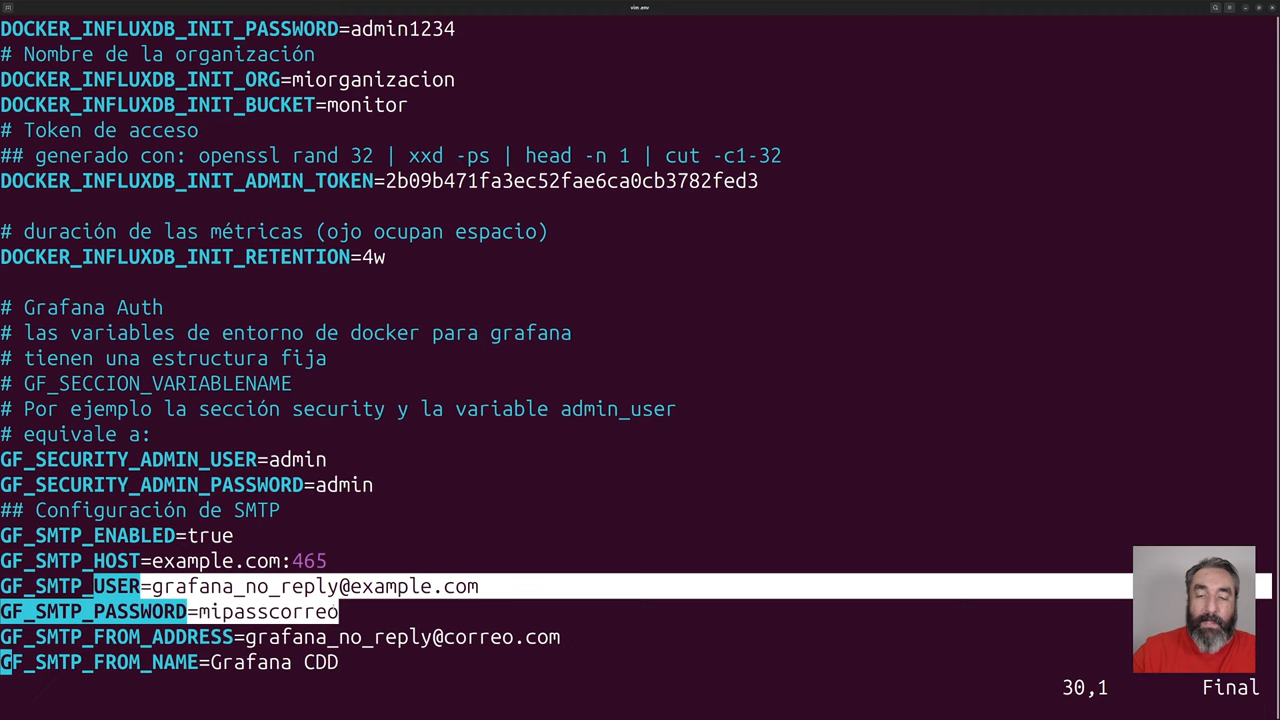 vim .env
DOCKER_INFLUXDB_INIT_PASSWORD=admin1234
# Nombre de la organización
DOCKER_INFLUXDB_INIT_ORG=miorganizacion
DOCKER_INFLUXDB_INIT_BUCKET=monitor
# Token de acceso
## generado con: openssl rand 32 | xxd -ps | head -n 1 | cut -c1-32
DOCKER_INFLUXDB_INIT_ADMIN_TOKEN=2b09b471fa3ec52fae6ca0cb3782fed3
# duración de las métricas (ojo ocupan espacio)
DOCKER_INFLUXDB_INIT_RETENTION=4w
# Grafana Auth
# las variables de entorno de docker para grafana
# tienen una estructura fija
# GF_SECCION_VARIABLENAME
# Por ejemplo la sección security y la variable admin_user
# equivale a:
GF_SECURITY_ADMIN_USER=admin
GF_SECURITY_ADMIN_PASSWORD=admin
## Configuración de SMTP
GF_SMTP_ENABLED=true
GF_SMTP_HOST=example.com:465
GF_SMTP_USER=grafana_no_reply@example.com
GF_SMTP_PASSWORD=mipasscorreo
GF_SMTP_FROM_ADDRESS=grafana_no_reply@correo.com
GF_SMTP_FROM_NAME=Grafana CDD
30,1 Final